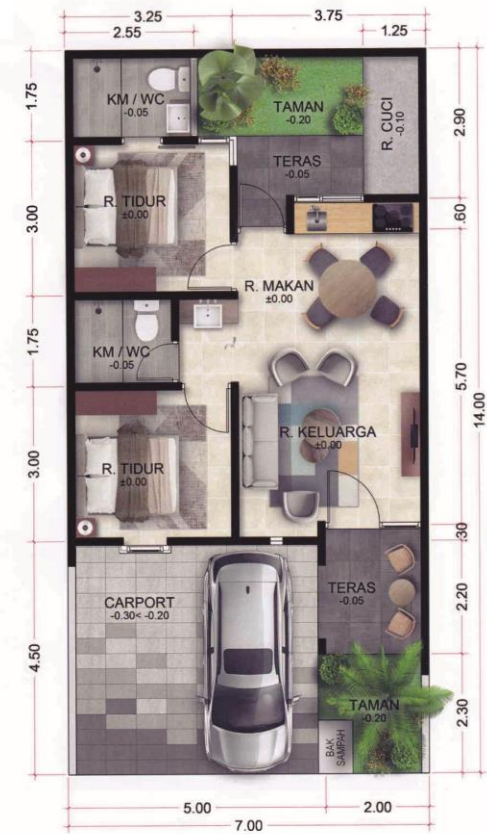 3.25
3.75
2.55
1.25
1.75
3.00
1.75
3.00
4.50
KM / WC
-0.05
TAMAN
-0.20
R. CUCI
-0.10
TERAS
-0.05
R. TIDUR
±0.00
R. MAKAN
±0.00
KM / WC
-0.05
R. KELUARGA
±0.00
R. TIDUR
±0.00
CARPORT
-0.30< -0.20
TERAS
-0.05
TAMAN
-0.20
BAK
SAMPAH
2.90
.60
5.70
14.00
.30
2.20
2.30
5.00
2.00
7.00